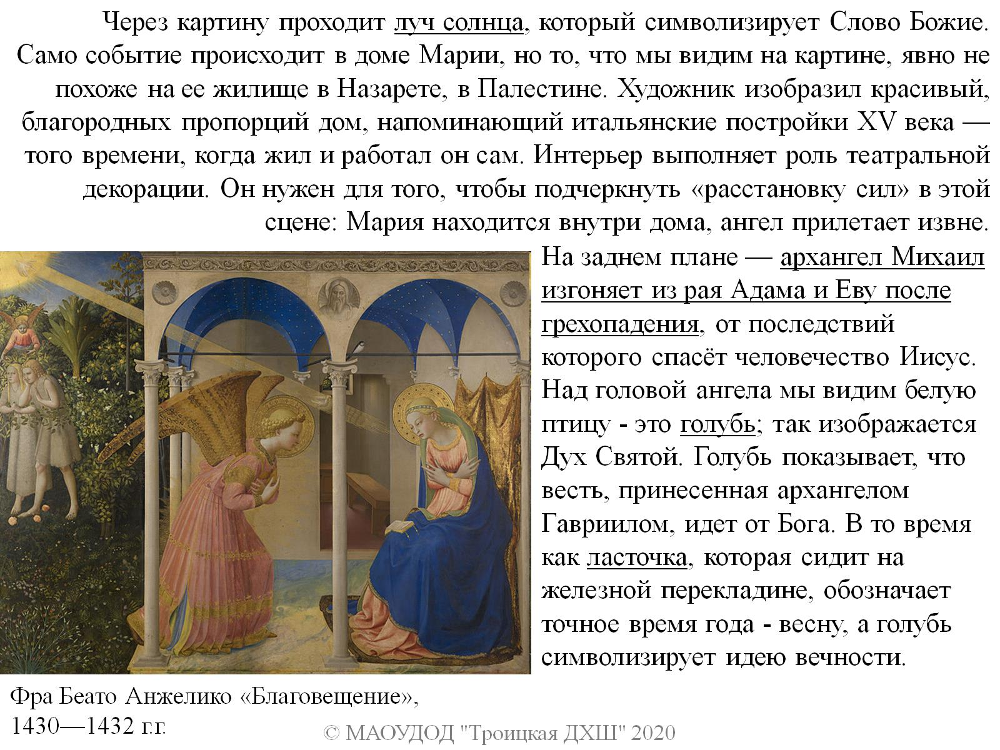 Через картину проходит луч солнца, который символизирует Слово Божие.
Само событие происходит в доме Марии, но то, что мы видим на картине, явно не
похоже на ее жилище в Назарете, в Палестине. Художник изобразил красивый,
благородных пропорций дом, напоминающий итальянские постройки XV века —
того времени, когда жил и работал он сам. Интерьер выполняет роль театральной
декорации. Он нужен для того, чтобы подчеркнуть «расстановку сил» в этой
сцене: Мария находится внутри дома, ангел прилетает извне.
На заднем плане — архангел Михаил
изгоняет из рая Адама и Еву после
грехопадения, от последствий
которого спасёт человечество Иисус.
Над головой ангела мы видим белую
птицу - это голубь; так изображается
Дух Святой. Голубь показывает, что
весть, принесенная архангелом
Гавриилом, идет от Бога. В то время
как ласточка, которая сидит на
железной перекладине, обозначает
точное время года - весну, а голубь
символизирует идею вечности.
Фра Беато Анжелико «Благовещение»,
1430—1432 г.г.
© МАОУДОД "Троицкая ДХШ" 2020